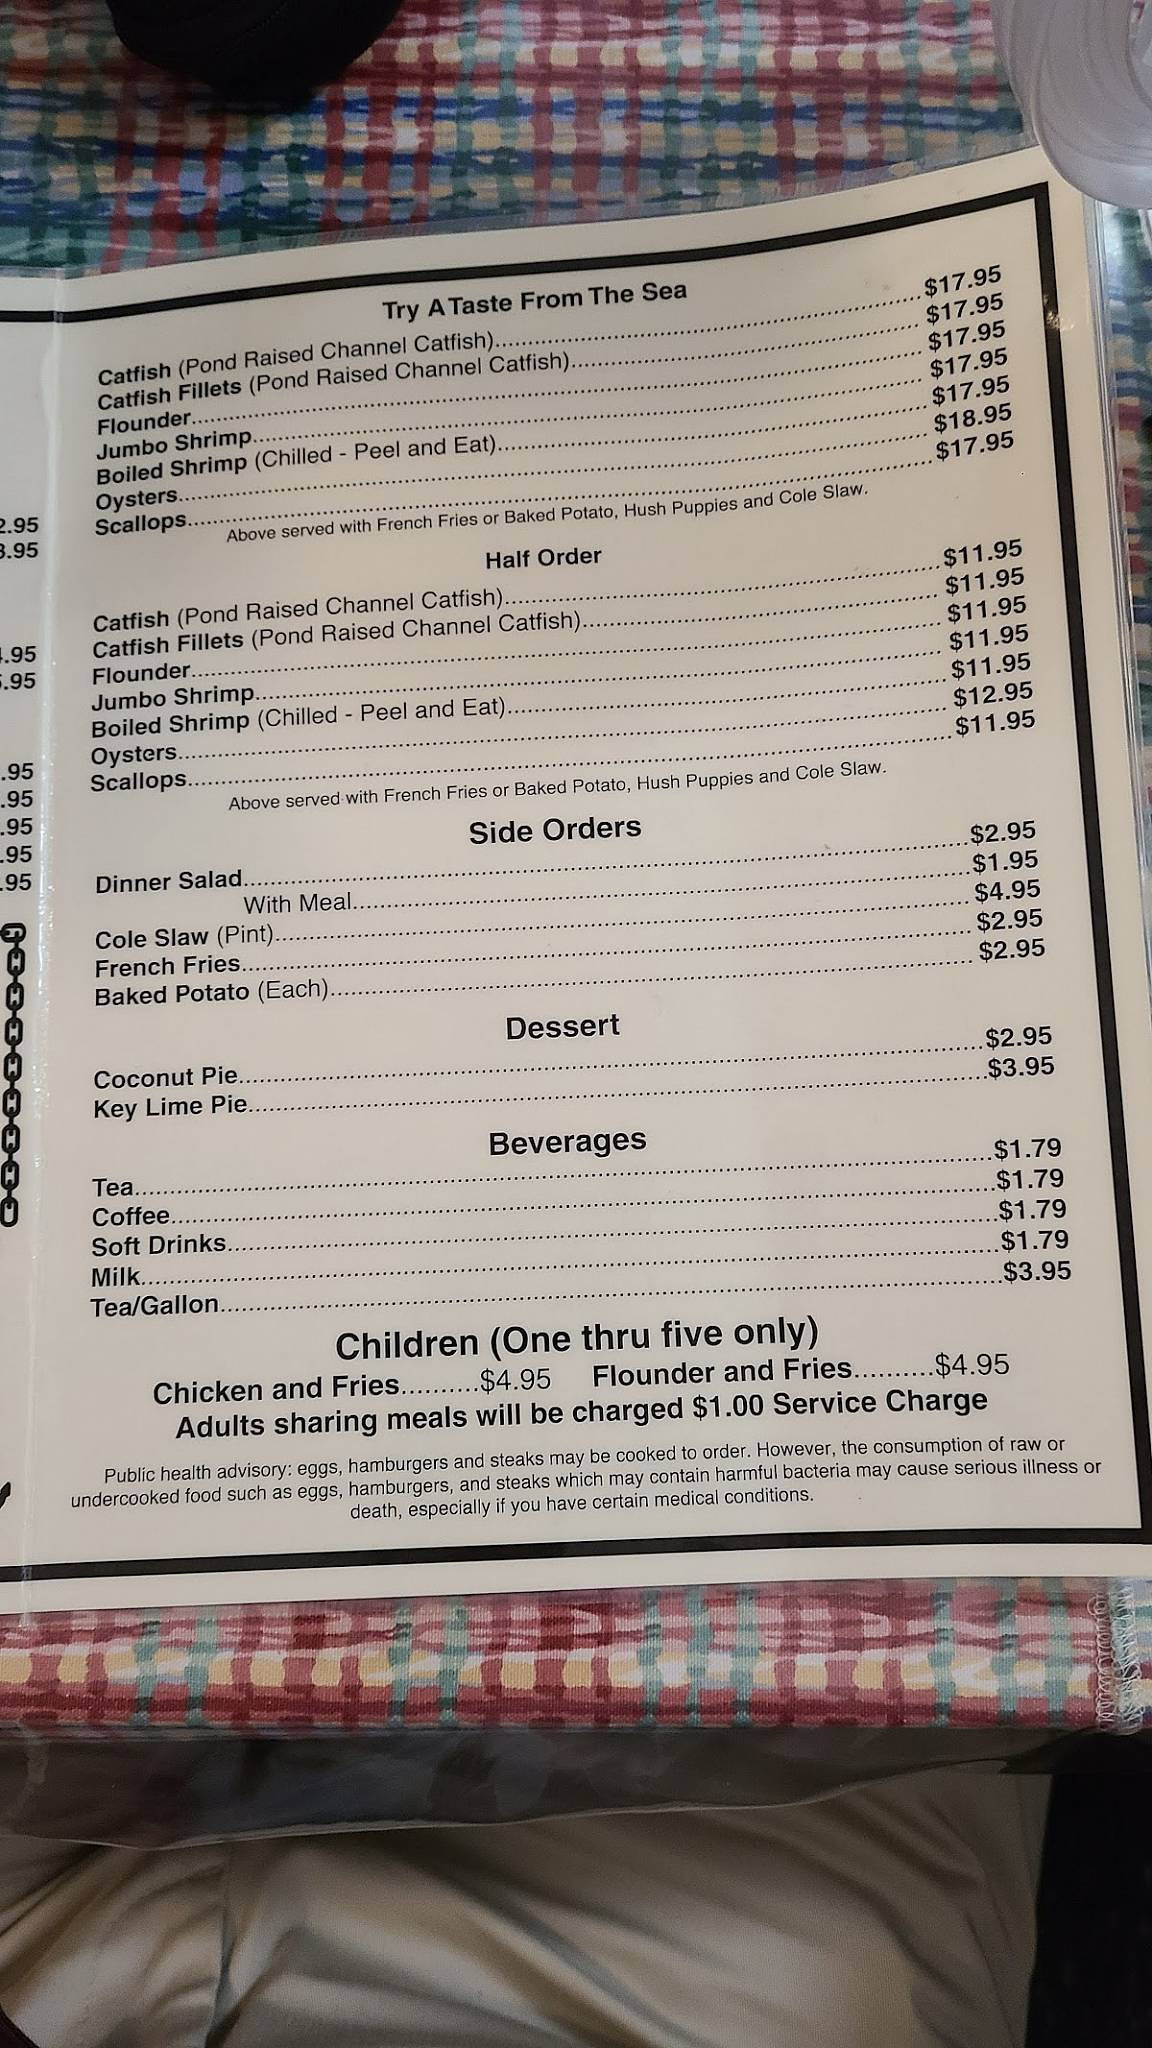 Try A Taste From The Sea
Catfish (Pond Raised Channel Catfish)..........$17.95
Catfish Fillets (Pond Raised Channel Catfish)..........$17.95
Flounder..........$17.95
Jumbo Shrimp..........$17.95
Boiled Shrimp (Chilled - Peel and Eat)..........$17.95
Oysters..........$18.95
Scallops..........$17.95
Above served with French Fries or Baked Potato, Hush Puppies and Cole Slaw.
Half Order
Catfish (Pond Raised Channel Catfish)..........$11.95
Catfish Fillets (Pond Raised Channel Catfish)..........$11.95
Flounder..........$11.95
Jumbo Shrimp..........$11.95
Boiled Shrimp (Chilled - Peel and Eat)..........$11.95
Oysters..........$12.95
Scallops..........$11.95
Above served with French Fries or Baked Potato, Hush Puppies and Cole Slaw.
Side Orders
Dinner Salad..........$2.95
With Meal..........$1.95
Cole Slaw (Pint)..........$4.95
French Fries..........$2.95
Baked Potato (Each)..........$2.95
Dessert
Coconut Pie..........$2.95
Key Lime Pie..........$3.95
Beverages
Tea..........$1.79
Coffee..........$1.79
Soft Drinks..........$1.79
Milk..........$1.79
Tea/Gallon..........$3.95
Children (One thru five only)
Chicken and Fries..........$4.95 Flounder and Fries..........$4.95
Adults sharing meals will be charged $1.00 Service Charge
Public health advisory: eggs, hamburgers and steaks may be cooked to order. However, the consumption of raw or
undercooked food such as eggs, hamburgers, and steaks which may contain harmful bacteria may cause serious illness or
death, especially if you have certain medical conditions.